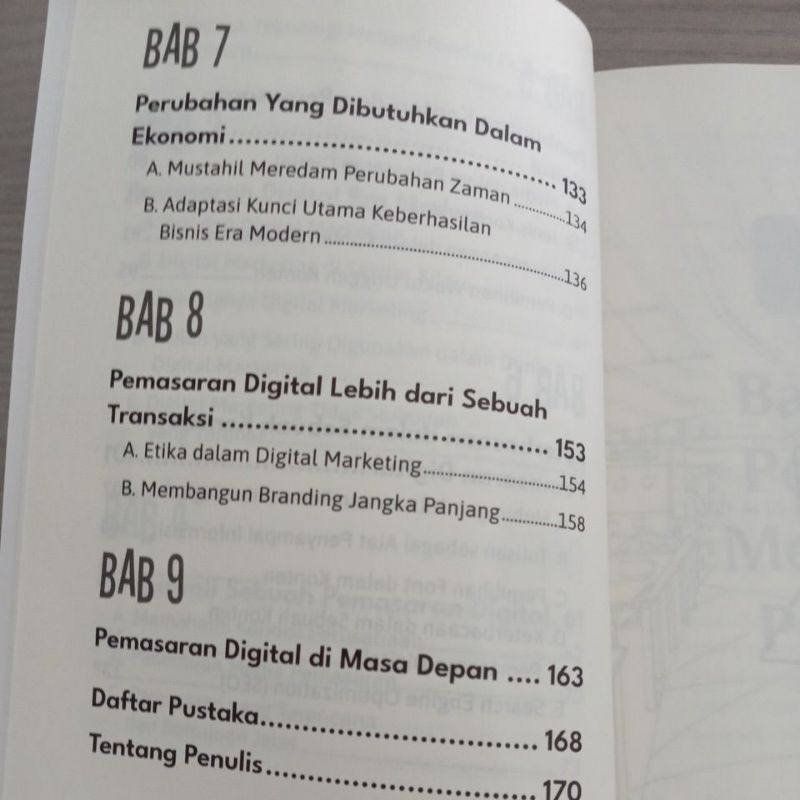 BAB 7
Perubahan Yang Dibutuhkan Dalam
Ekonomi........................................ 133
A. Mustahil Meredam Perubahan Zaman .............134
B. Adaptasi Kunci Utama Keberhasilan
Bisnis Era Modern..................................................136
BAB 8
Pemasaran Digital Lebih dari Sebuah
Transaksi ........................................ 153
A. Etika dalam Digital Marketing.............................154
B. Membangun Branding Jangka Panjang.............158
BAB 9
Pemasaran Digital di Masa Depan .... 163
Daftar Pustaka.................................. 168
Tentang Penulis................................. 170